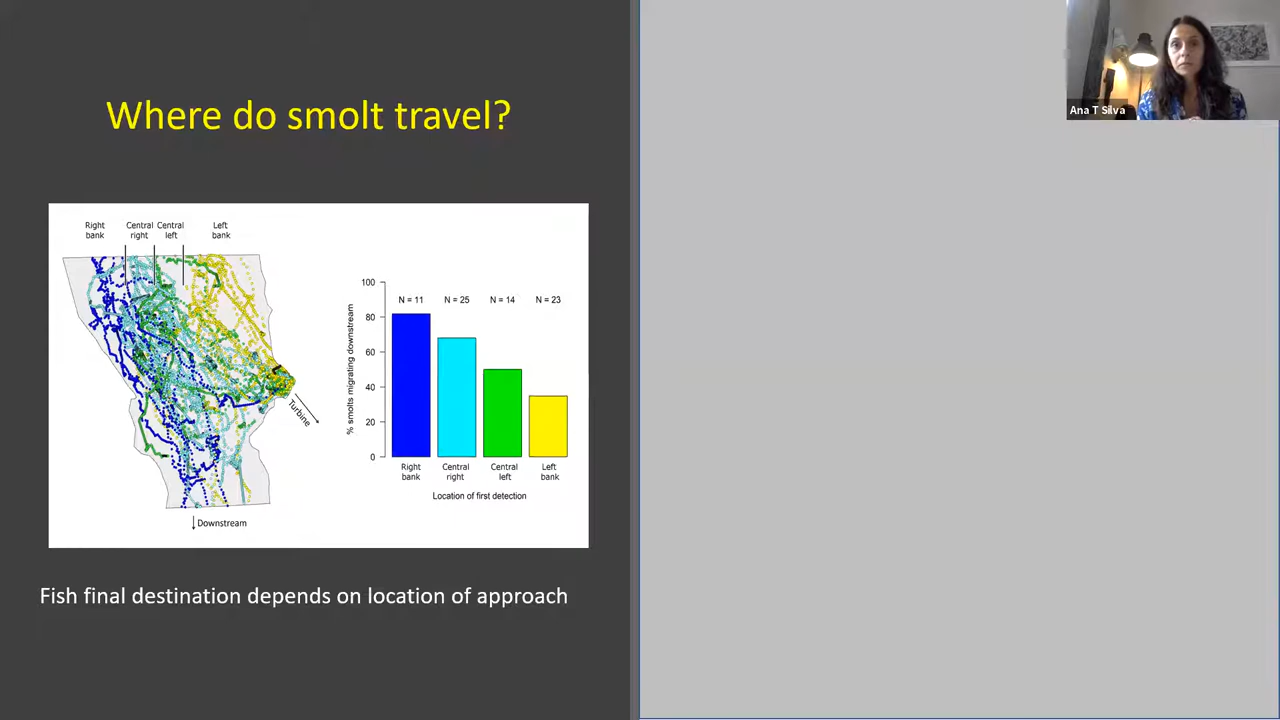 Where do smolt travel?
Ana T Silva
Right bank
Central right
Central left
Left bank
Turbine
Downstream
% smolts migrating downstream
100
80
60
40
20
0
N = 11
N = 25
N = 14
N = 23
Right bank
Central right
Central left
Left bank
Location of first detection
Fish final destination depends on location of approach